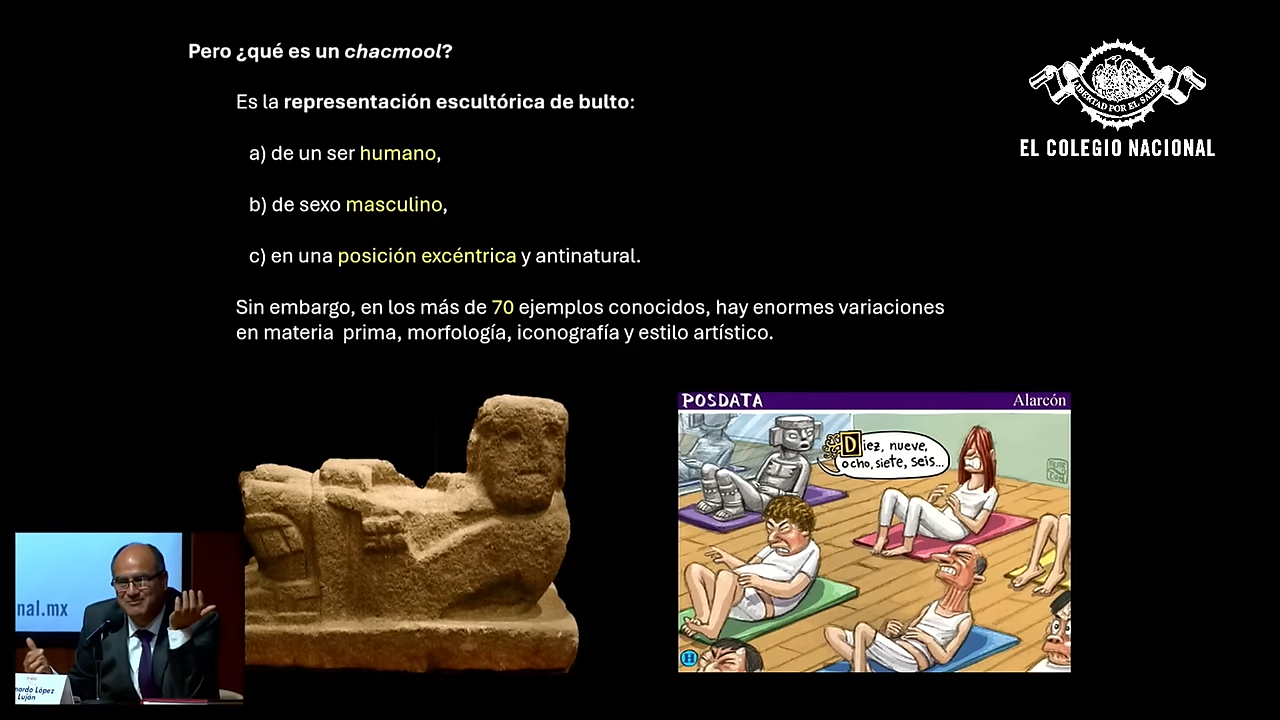 Pero ¿qué es un chacmool?
Es la representación escultórica de bulto:
a) de un ser humano,
b) de sexo masculino,
c) en una posición excéntrica y antinatural.
Sin embargo, en los más de 70 ejemplos conocidos, hay enormes variaciones
en materia prima, morfología, iconografía y estilo artístico.
LIBERTAD POR EL SABER
EL COLEGIO NACIONAL
POSDATA
Alarcón
Diez, nueve,
ocho, siete, seis...
nal.mx
nardo López
Luján